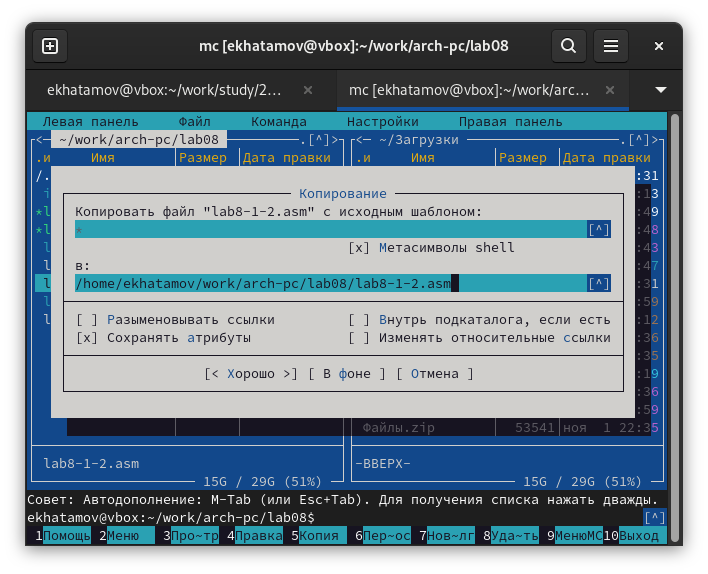 mc [ekhatamov@vbox]:~/work/arch-pc/lab08
ekhatamov@vbox:~/work/study/2… mc [ekhatamov@vbox]:~/work/arc…
Левая панель Файл Команда Настройки Правая панель
<─ ~/work/arch-pc/lab08 .[^]> <─ ~/Загрузки .[^]>
.и Имя Размер Дата правки .и Имя Размер Дата правки
/. :31
Копирование
i :13
Копировать файл "lab8-1-2.asm" с исходным шаблоном:
*l :49
* [^]
*l :48
[x] Метасимволы shell
l :43
в:
l :47
/home/ekhatamov/work/arch-pc/lab08/lab8-1-2.asm [^]
l :31
l :59
[ ] Разыменовывать ссылки [ ] Внутрь подкаталога, если есть
l :12
[x] Сохранять атрибуты [ ] Изменять относительные ссылки
:36
:35
[< Хорошо >] [ В фоне ] [ Отмена ]
:19
:36
:59
Файлы.zip 53541 ноя 1 22:35
lab8-1-2.asm -ВВЕРХ-
15G / 29G (51%) 15G / 29G (51%)
Совет: Автодополнение: M-Tab (или Esc+Tab). Для получения списка нажать дважды.
ekhatamov@vbox:~/work/arch-pc/lab08$ [^]
1Помощь 2Меню 3Про~тр 4Правка 5Копия 6Пер~ос 7Нов~лг 8Уда~ть 9МенюMC 10Выход